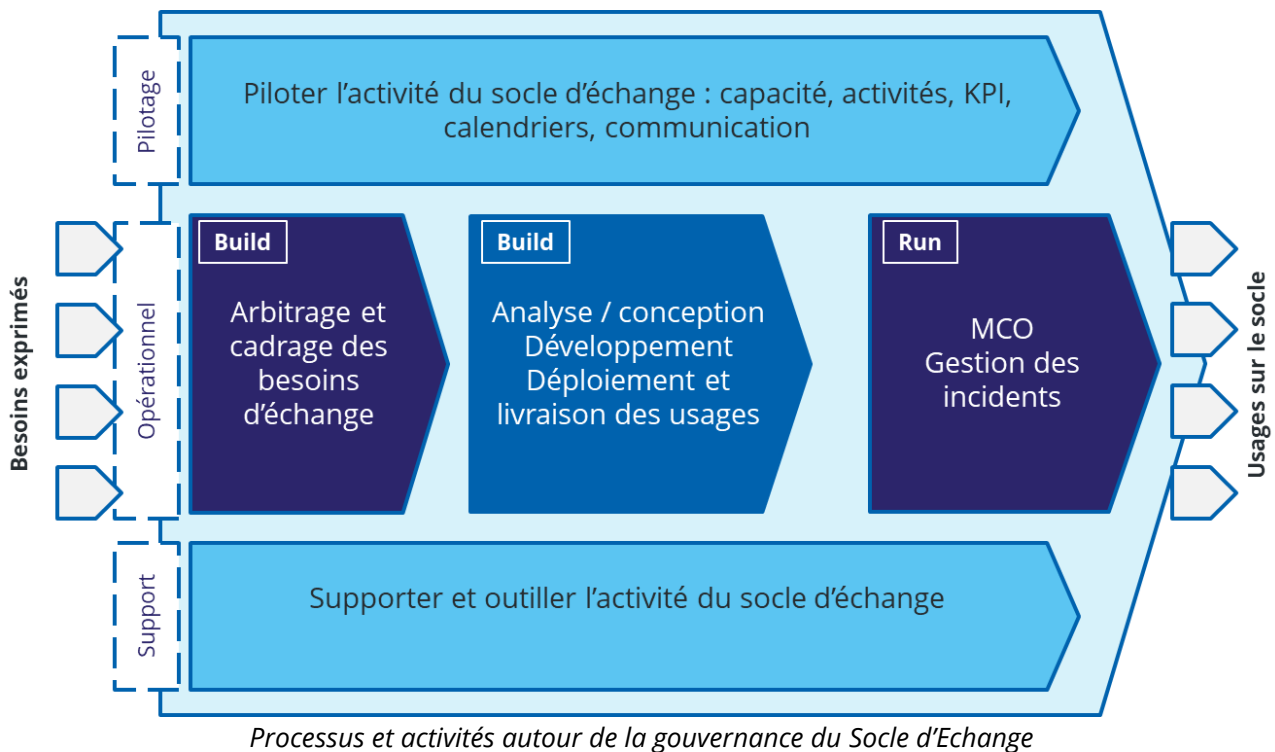 Pilotage
Piloter l’activité du socle d’échange : capacité, activités, KPI,
calendriers, communication
Besoins exprimés
Opérationnel
Build
Arbitrage et
cadrage des
besoins
d’échange
Build
Analyse / conception
Développement
Déploiement et
livraison des usages
Run
MCO
Gestion des
incidents
Usages sur le socle
Support
Supporter et outiller l’activité du socle d’échange
Processus et activités autour de la gouvernance du Socle d’Echange